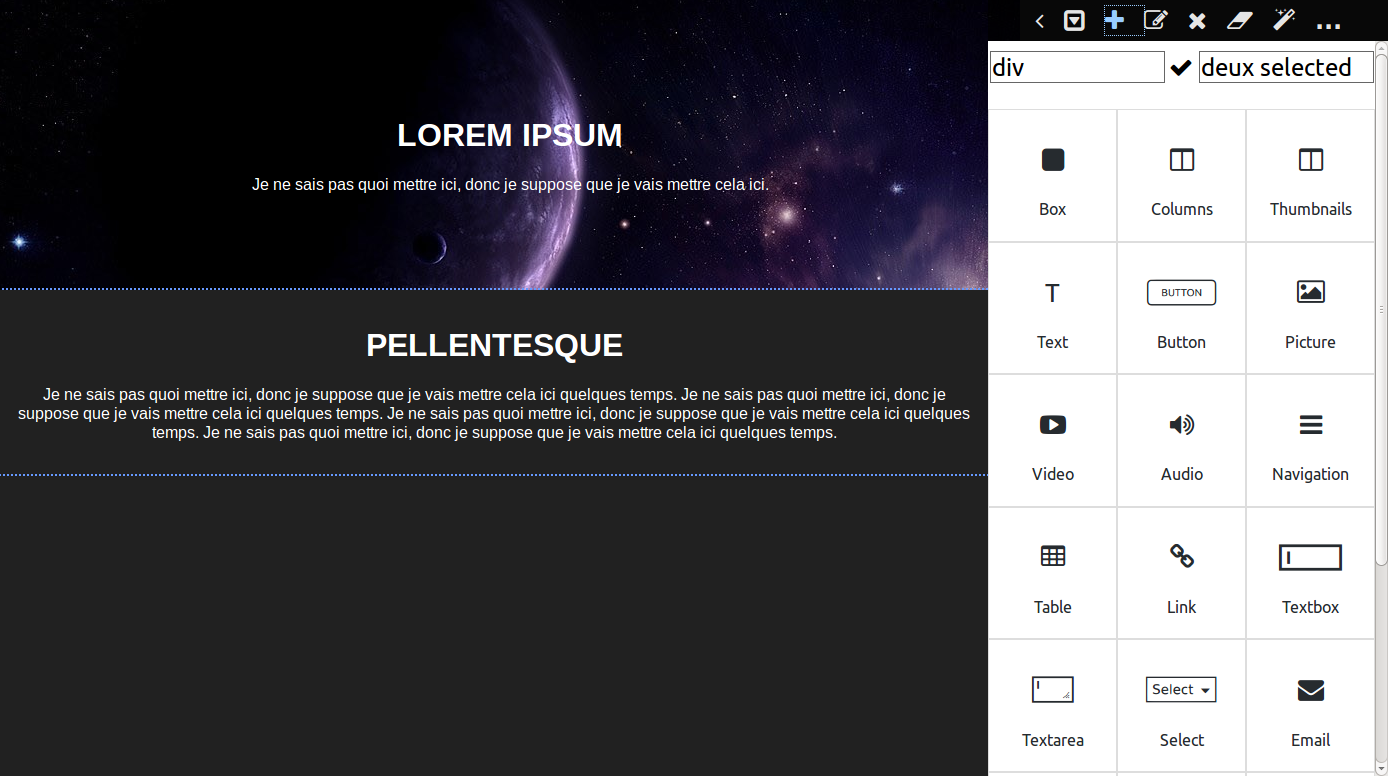 div
deux selected
LOREM IPSUM
Je ne sais pas quoi mettre ici, donc je suppose que je vais mettre cela ici.
PELLENTESQUE
Je ne sais pas quoi mettre ici, donc je suppose que je vais mettre cela ici quelques temps. Je ne sais pas quoi mettre ici, donc je
suppose que je vais mettre cela ici quelques temps. Je ne sais pas quoi mettre ici, donc je suppose que je vais mettre cela ici quelques
temps. Je ne sais pas quoi mettre ici, donc je suppose que je vais mettre cela ici quelques temps.
Box
Columns
Thumbnails
T
BUTTON
Text
Button
Picture
Video
Audio
Navigation
Table
Link
Textbox
Select
Textarea
Select
Email